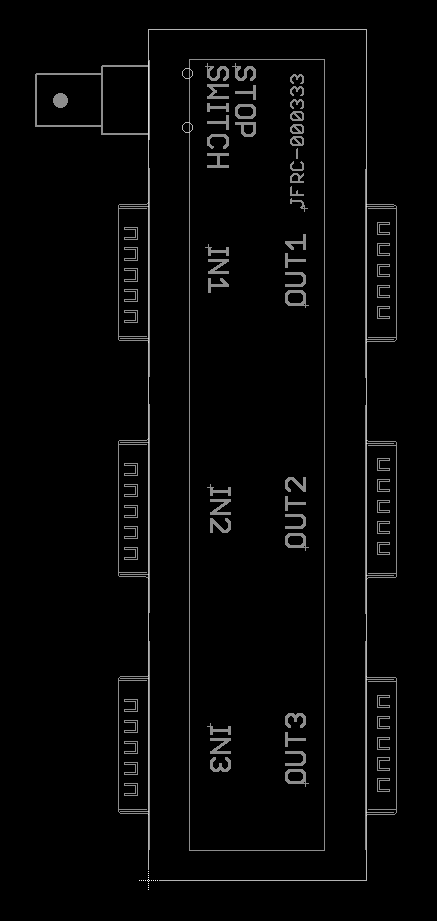 STOP
SWITCH
JFRC-000333
IN1
OUT1
IN2
OUT2
IN3
OUT3